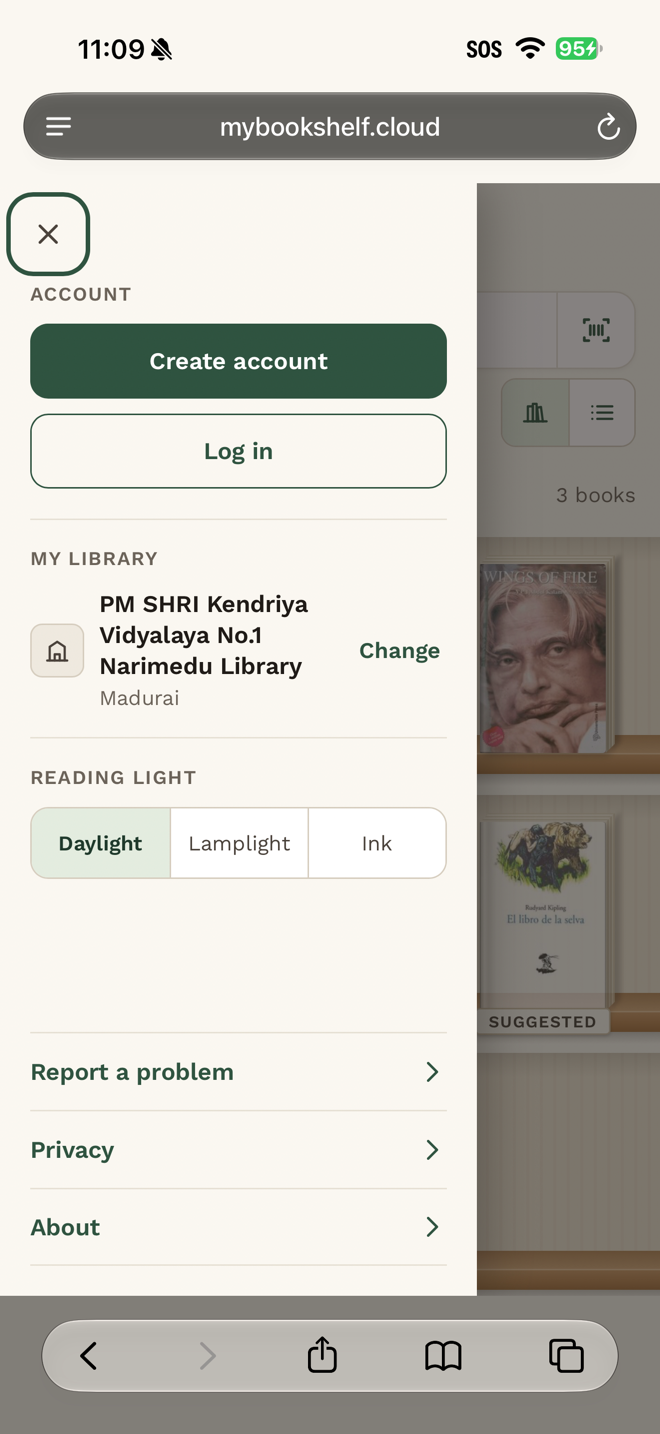 11:09
SOS
95
mybookshelf.cloud
ACCOUNT
Create account
Log in
3 books
MY LIBRARY
PM SHRI Kendriya
Vidyalaya No.1
Narimedu Library
Madurai
Change
WINGS OF FIRE
READING LIGHT
Daylight
Lamplight
Ink
Rudyard Kipling
El libro de la selva
SUGGESTED
Report a problem
Privacy
About